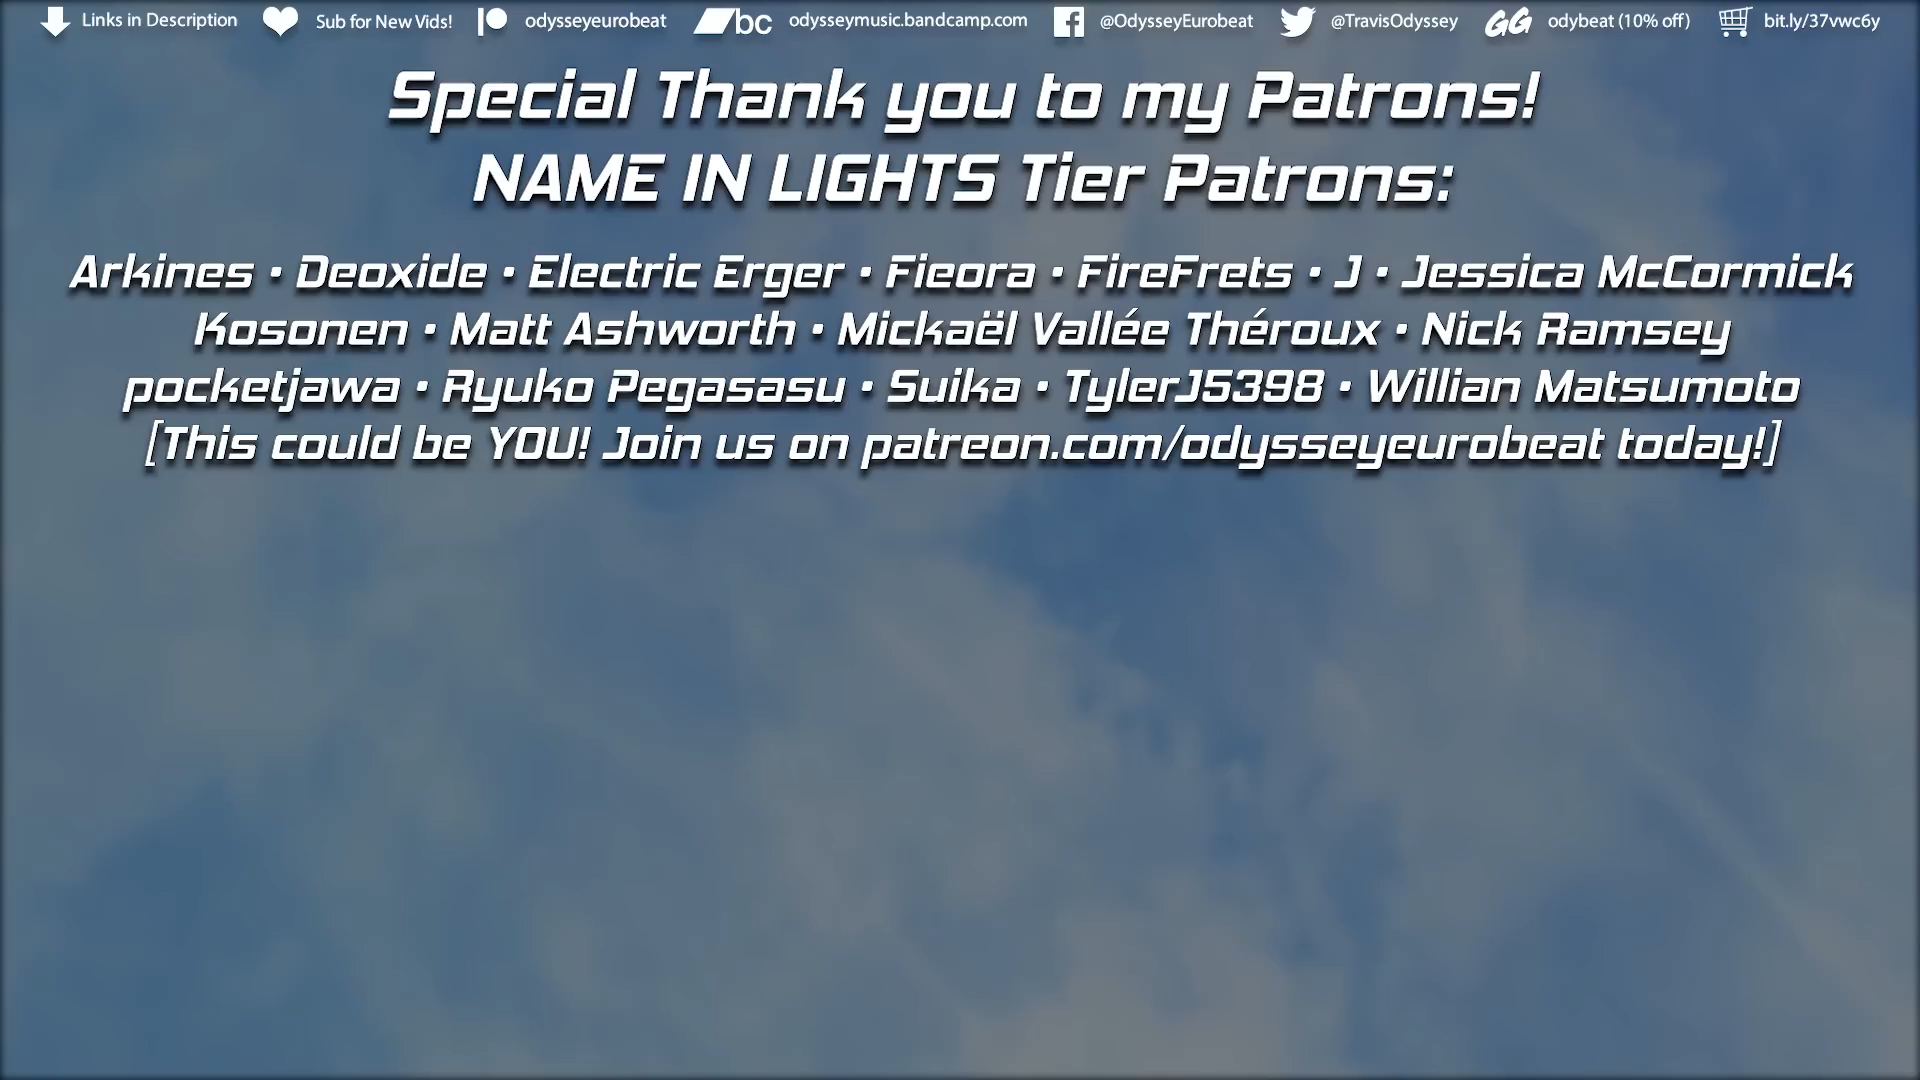 Links in Description Sub for New Vids! odysseyeurobeat bc odysseymusic.bandcamp.com @OdysseyEurobeat @TravisOdyssey GG odybeat (10% off) bit.ly/37vwc6y
Special Thank you to my Patrons!
NAME IN LIGHTS Tier Patrons:
Arkines • Deoxide • Electric Erger • Fieora • FireFrets • J • Jessica McCormick
Kosonen • Matt Ashworth • Mickaël Vallée Théroux • Nick Ramsey
pocketjawa • Ryuko Pegasasu • Suika • TylerJ5398 • Willian Matsumoto
[This could be YOU! Join us on patreon.com/odysseyeurobeat today!]